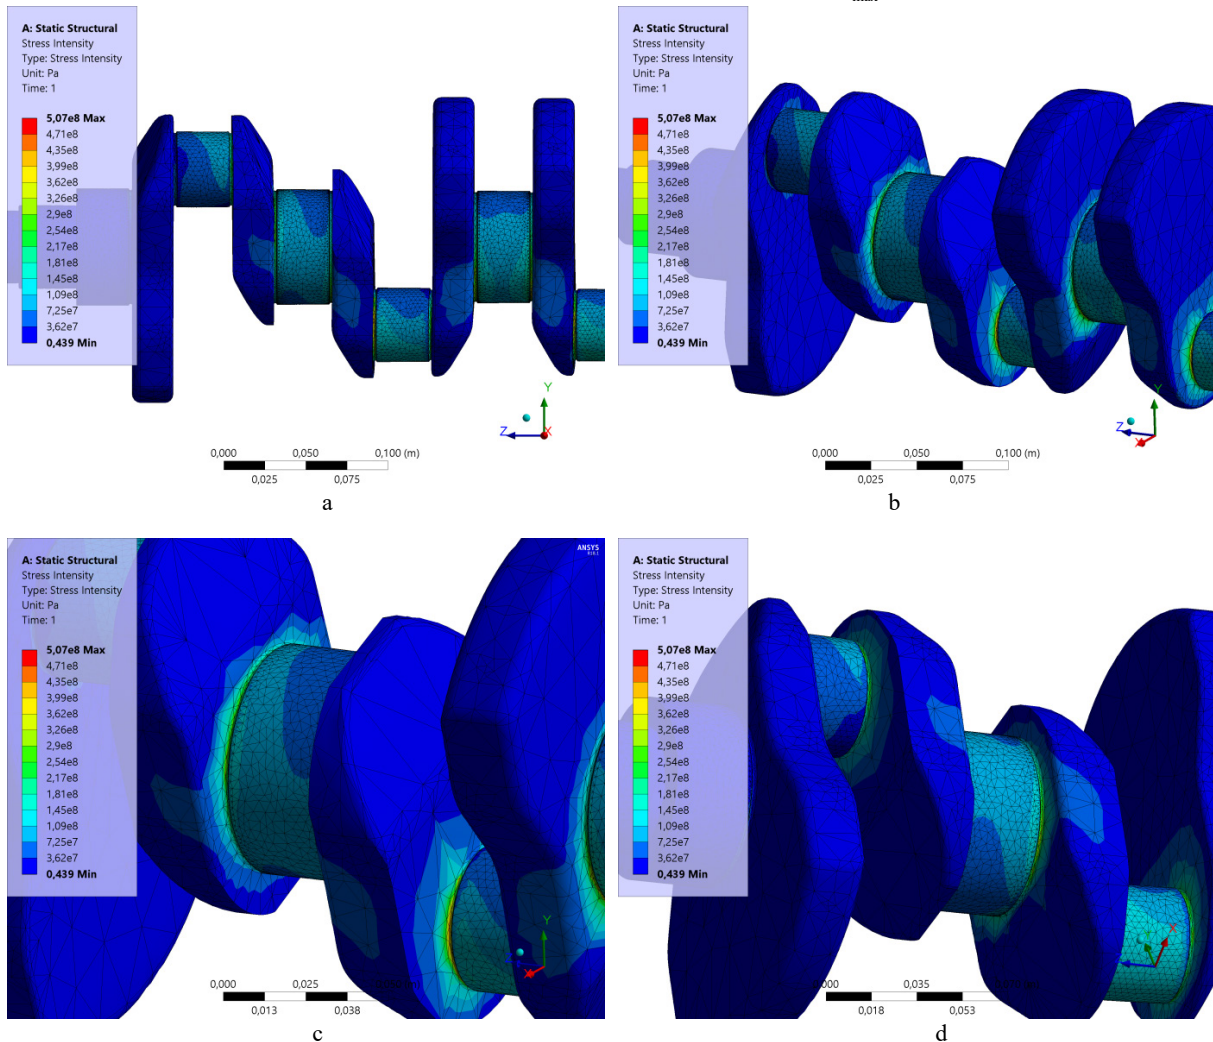 max
A: Static Structural
Stress Intensity
Type: Stress Intensity
Unit: Pa
Time: 1
5,07e8 Max
4,71e8
4,35e8
3,99e8
3,62e8
3,26e8
2,9e8
2,54e8
2,17e8
1,81e8
1,45e8
1,09e8
7,25e7
3,62e7
0,439 Min
Y
Z X
0,000 0,050 0,100 (m)
0,025 0,075
a
A: Static Structural
Stress Intensity
Type: Stress Intensity
Unit: Pa
Time: 1
5,07e8 Max
4,71e8
4,35e8
3,99e8
3,62e8
3,26e8
2,9e8
2,54e8
2,17e8
1,81e8
1,45e8
1,09e8
7,25e7
3,62e7
0,439 Min
Y
Z
X
0,000 0,050 0,100 (m)
0,025 0,075
b
ANSYS
A: Static Structural
Stress Intensity
Type: Stress Intensity
Unit: Pa
Time: 1
5,07e8 Max
4,71e8
4,35e8
3,99e8
3,62e8
3,26e8
2,9e8
2,54e8
2,17e8
1,81e8
1,45e8
1,09e8
7,25e7
3,62e7
0,439 Min
Y
X
0,000 0,025
0,013 0,038
c
A: Static Structural
Stress Intensity
Type: Stress Intensity
Unit: Pa
Time: 1
5,07e8 Max
4,71e8
4,35e8
3,99e8
3,62e8
3,26e8
2,9e8
2,54e8
2,17e8
1,81e8
1,45e8
1,09e8
7,25e7
3,62e7
0,439 Min
X
0,035
0,018 0,053
d